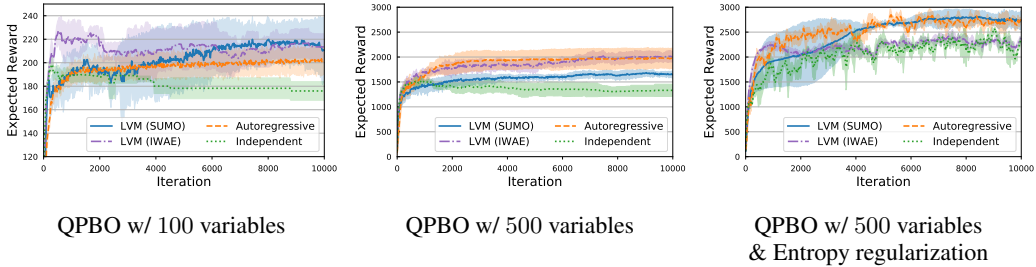 220
200
180
160
140
120
Expected Reward
LVM (SUMO)
LVM (IWAE)
Autoregressive
Independent
0 2000 4000 6000 8000 10000
Iteration
QPBO w/ 100 variables
3000
2500
2000
1500
1000
500
0
Expected Reward
LVM (SUMO)
LVM (IWAE)
Autoregressive
Independent
0 2000 4000 6000 8000 10000
Iteration
QPBO w/ 500 variables
3000
2500
2000
1500
1000
500
0
Expected Reward
LVM (SUMO)
LVM (IWAE)
Autoregressive
Independent
0 2000 4000 6000 8000 10000
Iteration
QPBO w/ 500 variables
& Entropy regularization